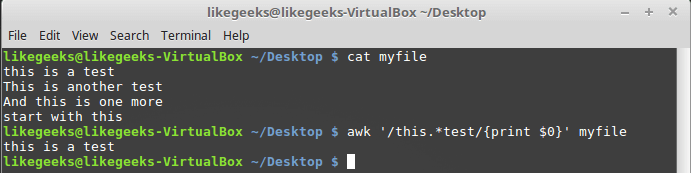 likegeeks@likegeeks-VirtualBox ~/Desktop
File Edit View Search Terminal Help
likegeeks@likegeeks-VirtualBox ~/Desktop $ cat myfile
this is a test
This is another test
And this is one more
start with this
likegeeks@likegeeks-VirtualBox ~/Desktop $ awk '/this.*test/{print $0}' myfile
this is a test
likegeeks@likegeeks-VirtualBox ~/Desktop $